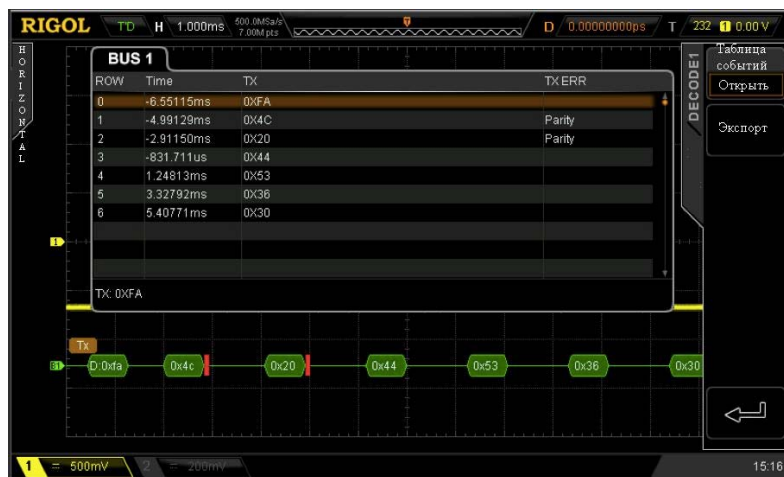 RIGOL T'D H 1.000ms 500.0MSa/s 7.00M pts D 0.00000000ps T 232 1 0.00 V
HORIZONTAL
BUS 1
ROW Time TX TX ERR
0 -6.55115ms 0XFA
1 -4.99129ms 0X4C Parity
2 -2.91150ms 0X20 Parity
3 -831.711us 0X44
4 1.24813ms 0X53
5 3.32792ms 0X36
6 5.40771ms 0X30
TX: 0XFA
DECODE1
Таблица
событий
Открыть
Экспорт
1
Tx
B1 D:0xfa 0x4c 0x20 0x44 0x53 0x36 0x30
1 = 500mV 2 = 200mV 15:16